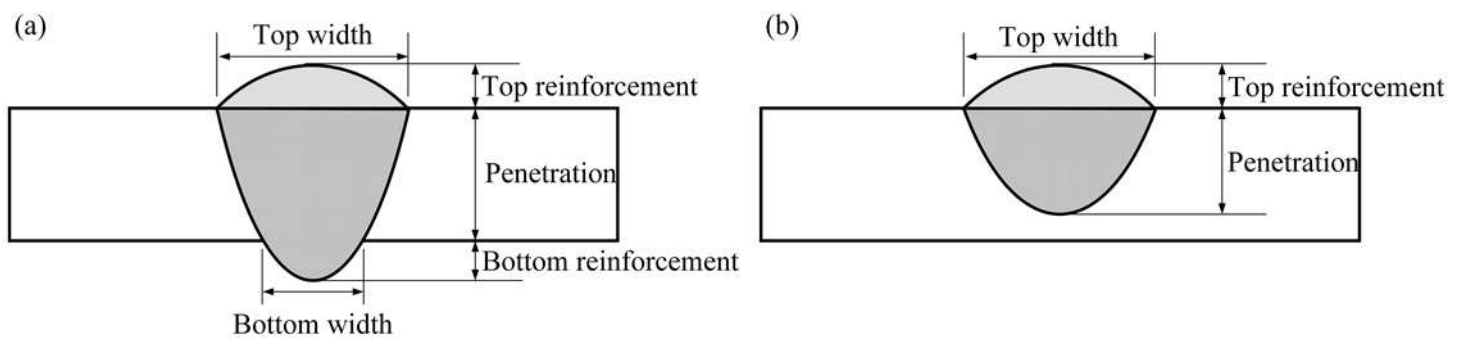 (a)
Top width
Top reinforcement
Penetration
Bottom reinforcement
Bottom width
(b)
Top width
Top reinforcement
Penetration